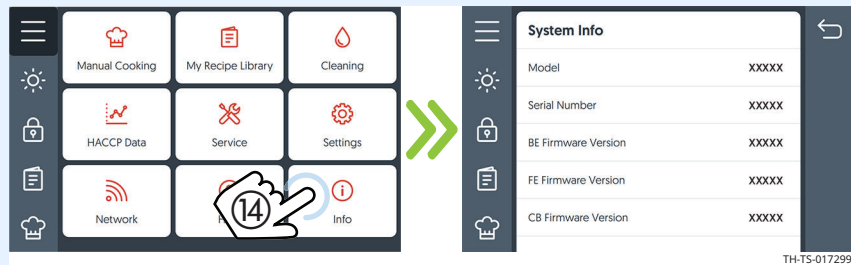 Manual Cooking
My Recipe Library
Cleaning
HACCP Data
Service
Settings
Network
14
Info
System Info
Model XXXXX
Serial Number XXXXX
BE Firmware Version XXXXX
FE Firmware Version XXXXX
CB Firmware Version XXXXX
TH-TS-017299